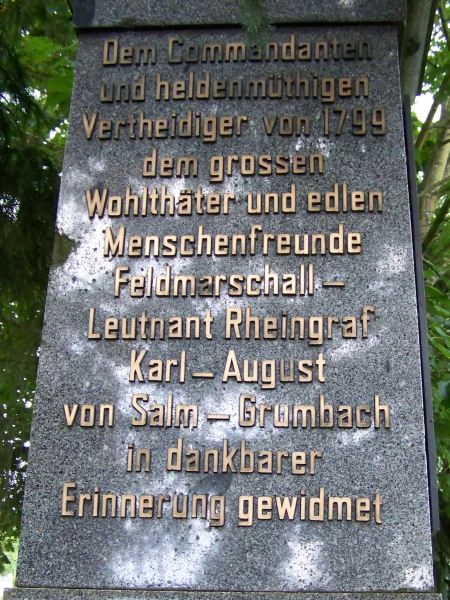 Dem Commandanten
und heldenmüthigen
Vertheidiger von 1799
dem grossen
Wohlthäter und edlen
Menschenfreunde
Feldmarschall –
Leutnant Rheingraf
Karl – August
von Salm – Grumbach
in dankbarer
Erinnerung gewidmet